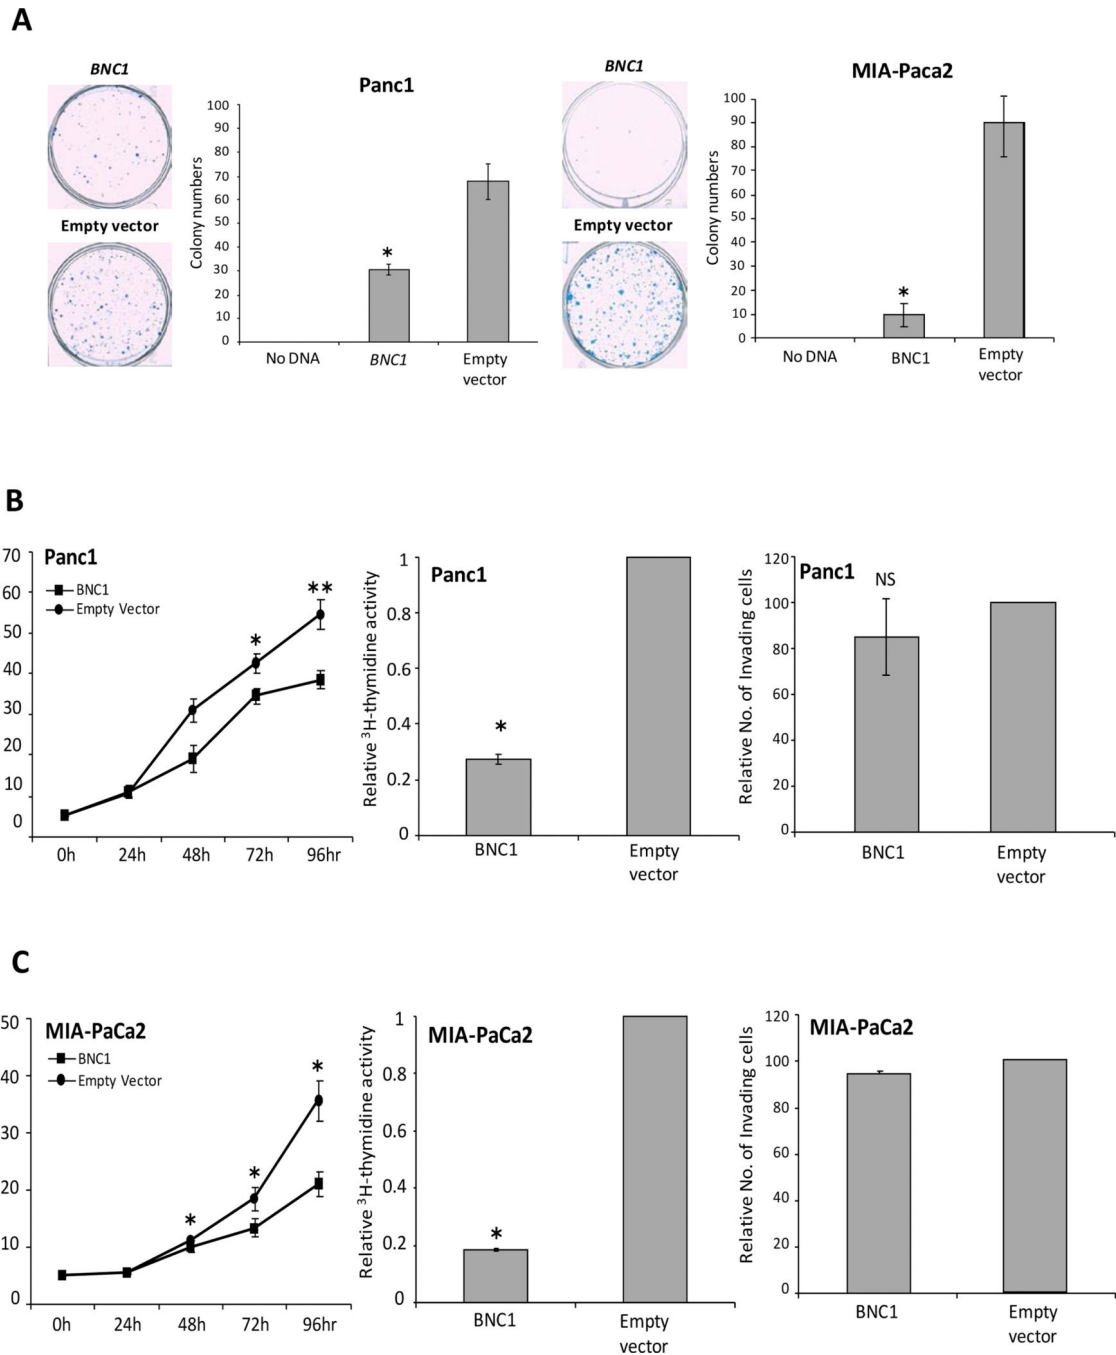 A
BNC1
Empty vector
Panc1
Colony numbers
100
90
80
70
60
50
40
30
20
10
0
*
No DNA
BNC1
Empty
vector
BNC1
Empty vector
MIA-Paca2
Colony numbers
100
90
80
70
60
50
40
30
20
10
0
*
No DNA
BNC1
Empty
vector
B
Panc1
BNC1
Empty Vector
70
60
50
40
30
20
10
0
*
**
0h
24h
48h
72h
96hr
Panc1
Relative ³H-thymidine activity
1
0.8
0.6
0.4
0.2
0
*
BNC1
Empty
vector
Panc1
Relative No. of Invading cells
120
100
80
60
40
20
0
NS
BNC1
Empty
vector
C
MIA-PaCa2
BNC1
Empty Vector
50
40
30
20
10
0
*
*
*
0h
24h
48h
72h
96hr
MIA-PaCa2
Relative ³H-thymidine activity
1
0.8
0.6
0.4
0.2
0
*
BNC1
Empty
vector
MIA-PaCa2
Relative No. of Invading cells
120
100
80
60
40
20
0
BNC1
Empty
vector